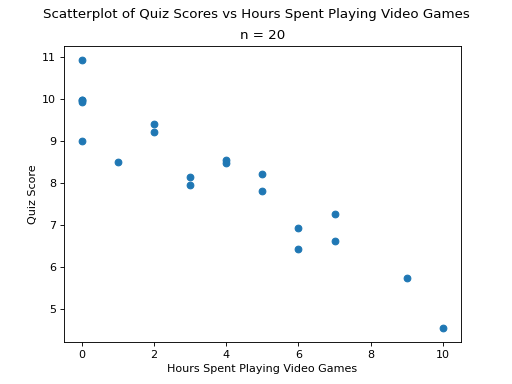 Scatterplot of Quiz Scores vs Hours Spent Playing Video Games
n = 20
11
10
9
8
7
6
5
Quiz Score
0 2 4 6 8 10
Hours Spent Playing Video Games